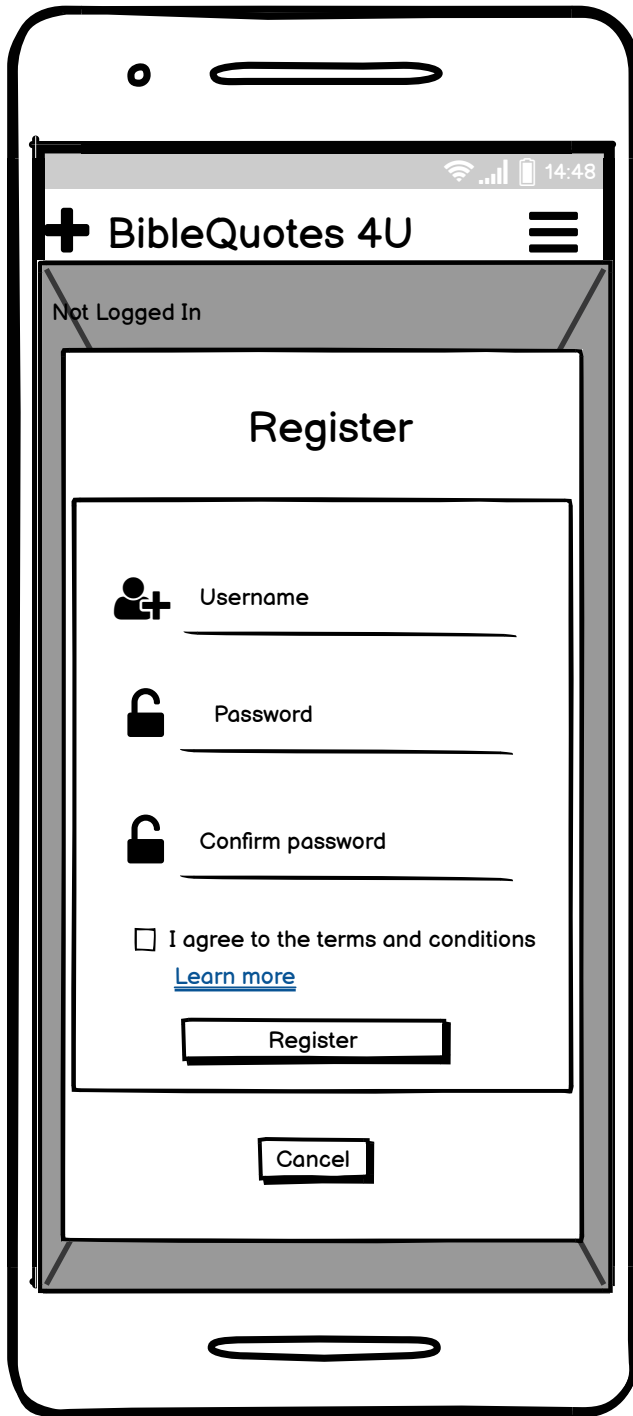 14:48
BibleQuotes 4U
Not Logged In
Register
Username
Password
Confirm password
I agree to the terms and conditions
Learn more
Register
Cancel